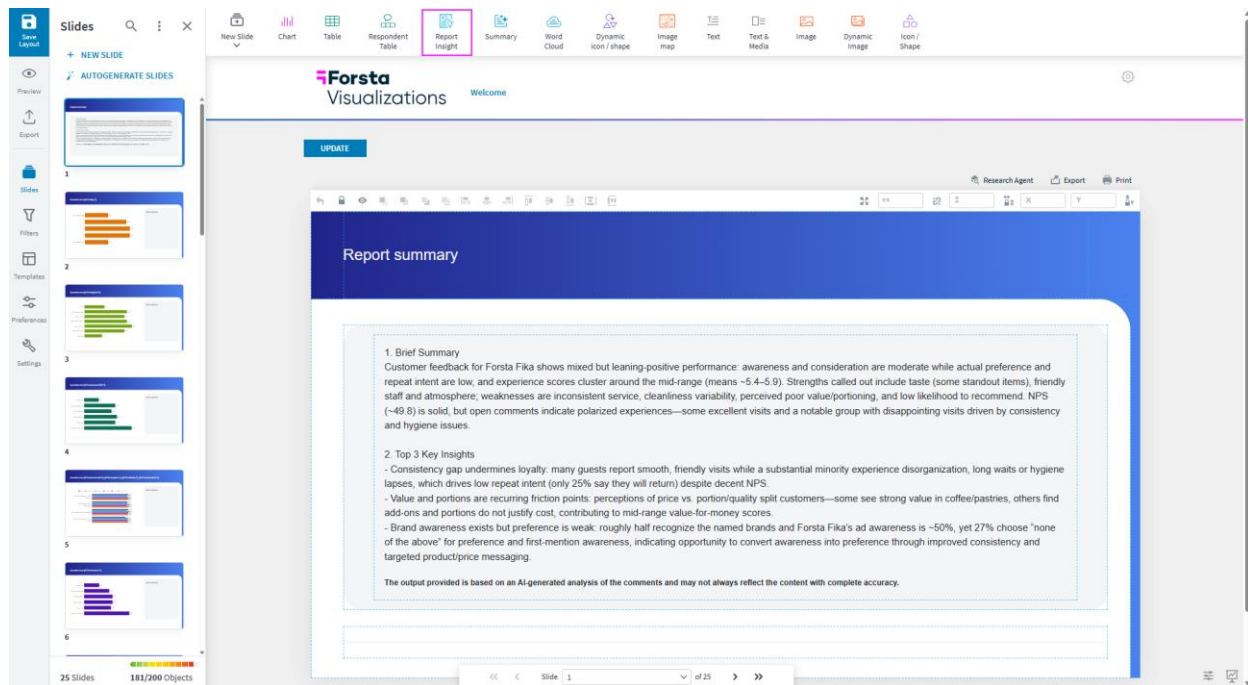 Save
Layout
Preview
Export
Slides
Filters
Templates
Preferences
Settings
Slides
+ NEW SLIDE
AUTOGENERATE SLIDES
1
2
3
4
5
6
25 Slides
181/200 Objects
New Slide
Chart
Table
Respondent
Table
Report
Insight
Summary
Word
Cloud
Dynamic
icon / shape
Image
map
Text
Text &
Media
Image
Dynamic
Image
Icon /
Shape
Forsta
Visualizations
Welcome
UPDATE
Research Agent
Export
Print
X
Y
Report summary
1. Brief Summary
Customer feedback for Forsta Fika shows mixed but leaning-positive performance: awareness and consideration are moderate while actual preference and
repeat intent are low, and experience scores cluster around the mid-range (means ~5.4–5.9). Strengths called out include taste (some standout items), friendly
staff and atmosphere; weaknesses are inconsistent service, cleanliness variability, perceived poor value/portioning, and low likelihood to recommend. NPS
(~49.8) is solid, but open comments indicate polarized experiences—some excellent visits and a notable group with disappointing visits driven by consistency
and hygiene issues.
2. Top 3 Key Insights
- Consistency gap undermines loyalty: many guests report smooth, friendly visits while a substantial minority experience disorganization, long waits or hygiene
lapses, which drives low repeat intent (only 25% say they will return) despite decent NPS.
- Value and portions are recurring friction points: perceptions of price vs. portion/quality split customers—some see strong value in coffee/pastries, others find
add-ons and portions do not justify cost, contributing to mid-range value-for-money scores.
- Brand awareness exists but preference is weak: roughly half recognize the named brands and Forsta Fika's ad awareness is ~50%, yet 27% choose "none
of the above" for preference and first-mention awareness, indicating opportunity to convert awareness into preference through improved consistency and
targeted product/price messaging.
The output provided is based on an AI-generated analysis of the comments and may not always reflect the content with complete accuracy.
Slide 1 of 25